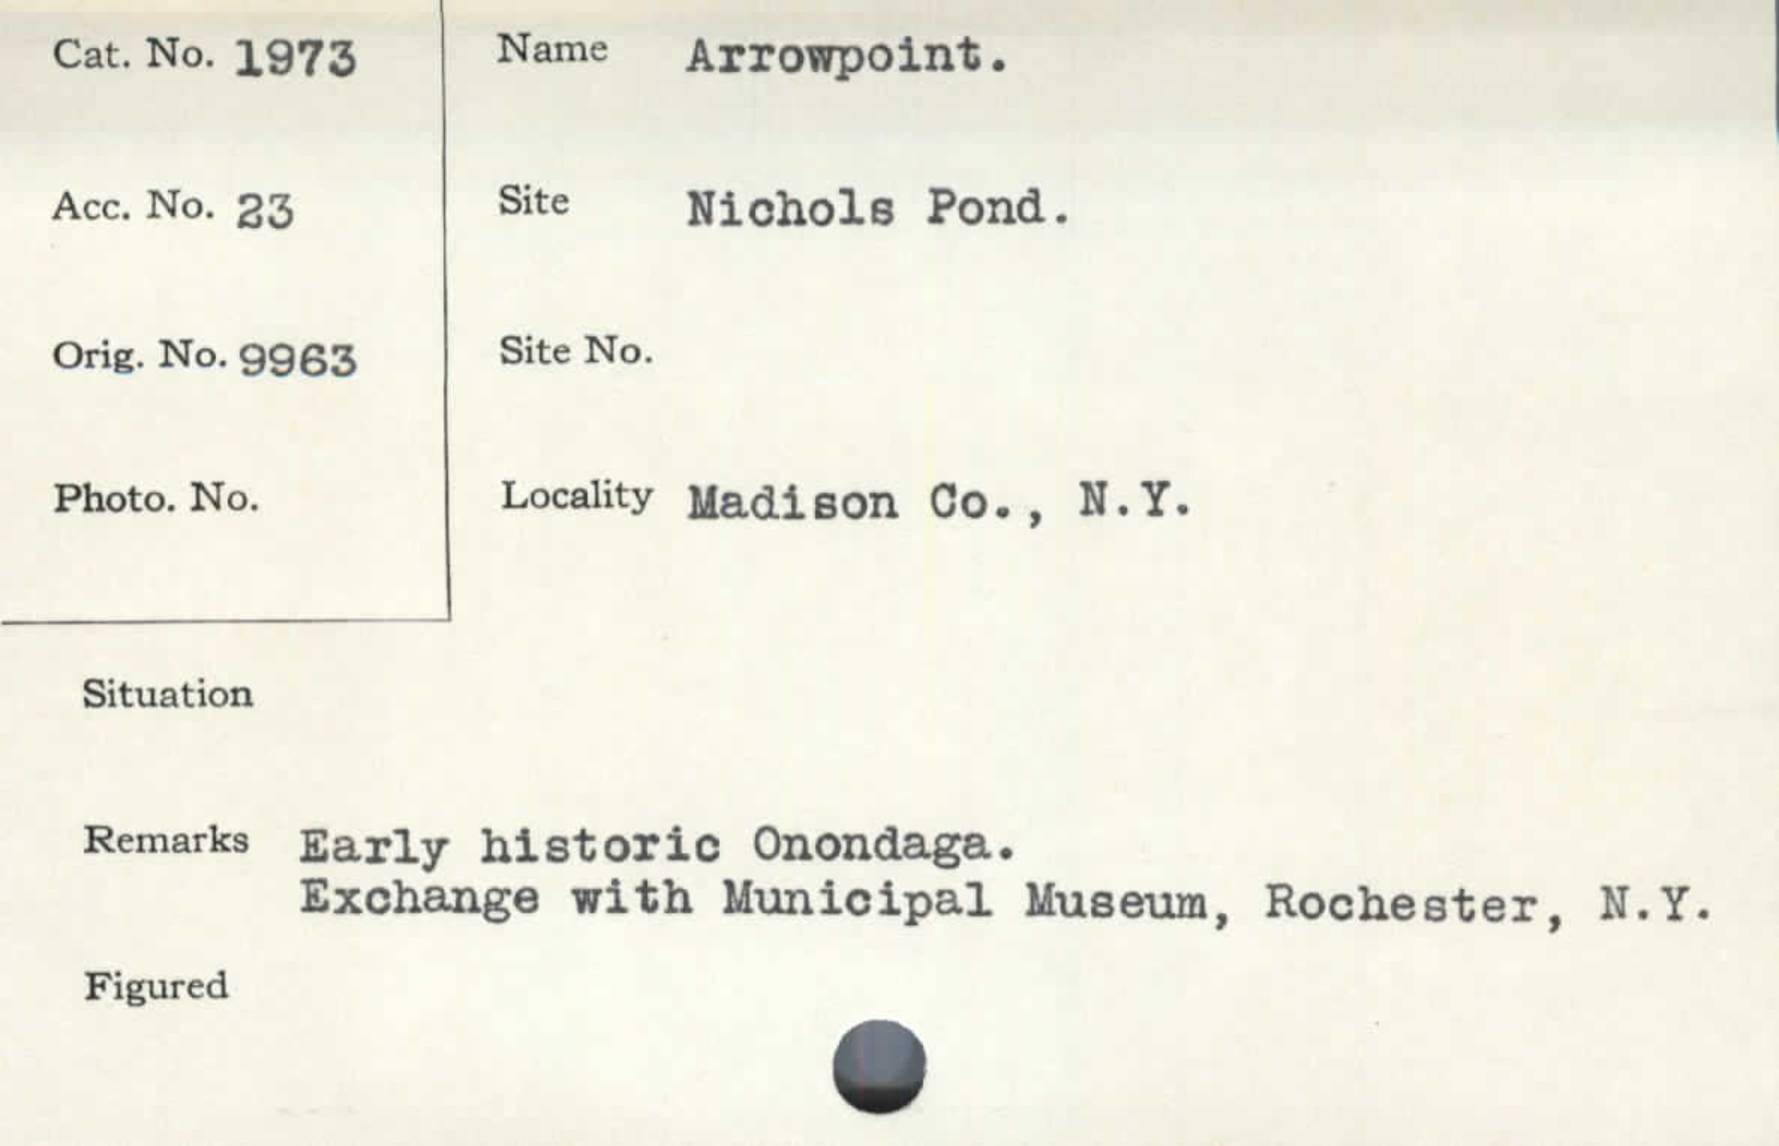 Cat. No. 1973
Name Arrowpoint.
Acc. No. 23
Site Nichols Pond.
Orig. No. 9963
Site No.
Photo. No.
Locality Madison Co., N.Y.
Situation
Remarks Early historic Onondaga.
Exchange with Municipal Museum, Rochester, N.Y.
Figured